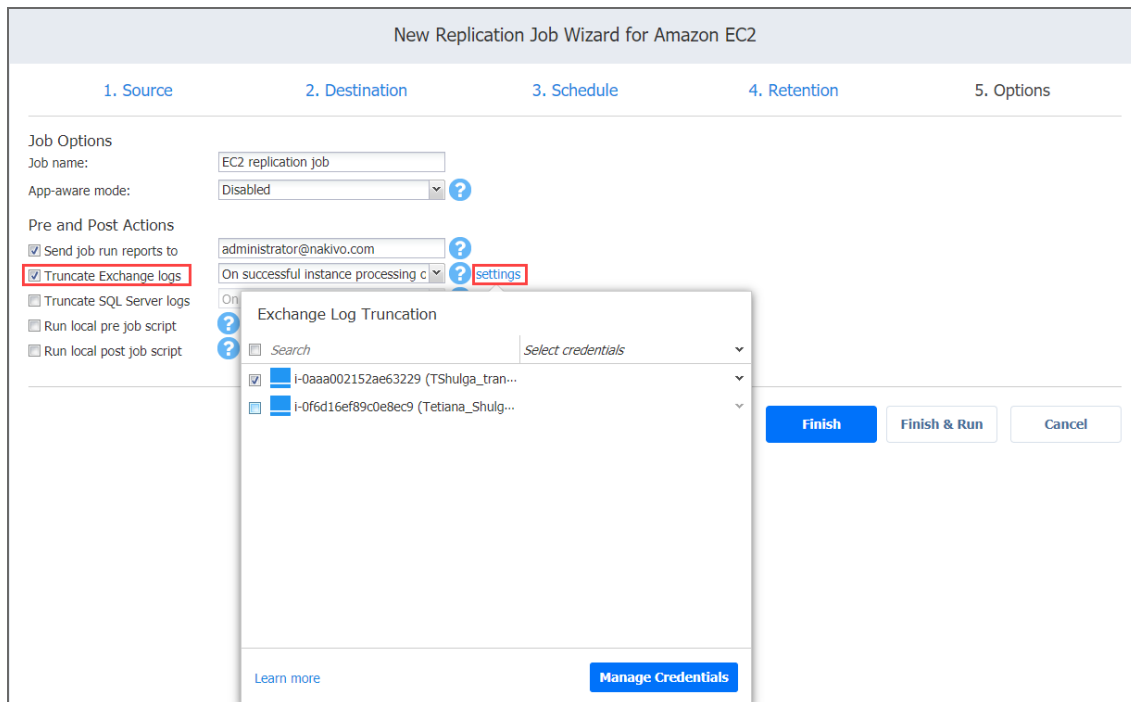 New Replication Job Wizard for Amazon EC2
1. Source 2. Destination 3. Schedule 4. Retention 5. Options
Job Options
Job name: EC2 replication job
App-aware mode: Disabled ?
Pre and Post Actions
Send job run reports to administrator@nakivo.com ?
Truncate Exchange logs On successful instance processing c ? settings
Truncate SQL Server logs On
Run local pre job script ?
Run local post job script ?
Exchange Log Truncation
Search Select credentials
i-0aaa002152ae63229 (TShulga_tran...
i-0f6d16ef89c0e8ec9 (Tetiana_Shulg...
Finish Finish & Run Cancel
Learn more Manage Credentials